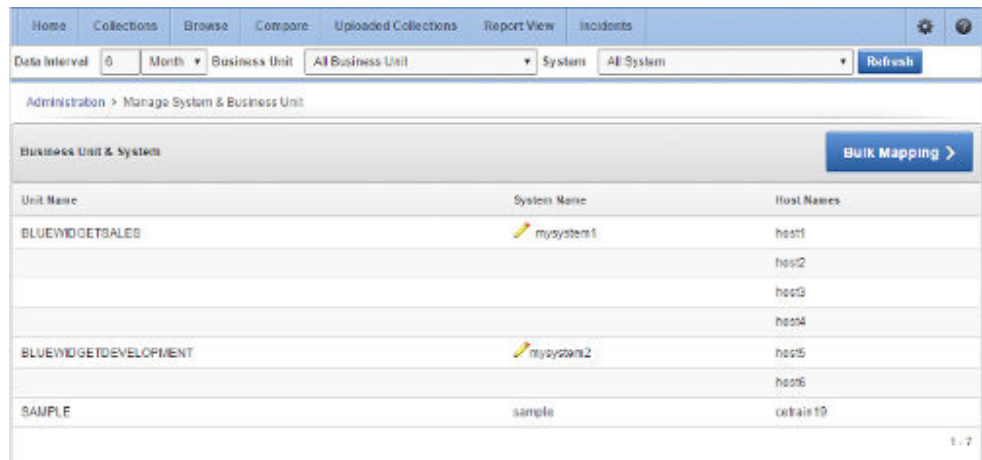 Home Collections Browse Compare Uploaded Collections Report View Incidents
Data Interval 6 Month Business Unit All Business Unit System All System Refresh
Administration > Manage System & Business Unit
Business Unit & System Bulk Mapping >
Unit Name System Name Host Names
BLUEWIDGETSALES mysystem1 host1
host2
host3
host4
BLUEWIDGETDEVELOPMENT mysystem2 host5
host6
SAMPLE sample cetrain19
1 - 7